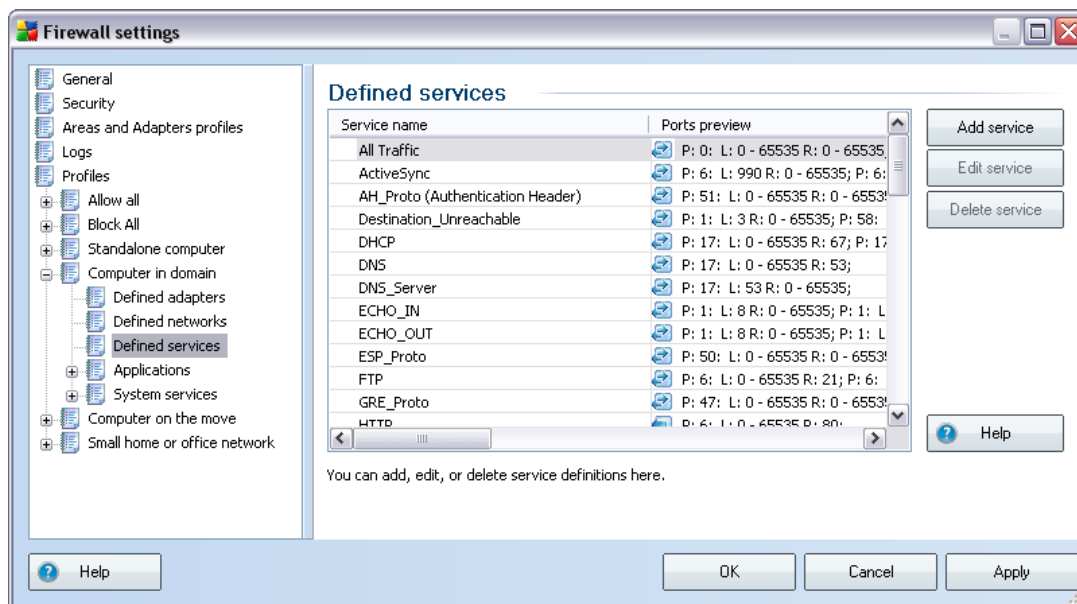 Firewall settings
General
Security
Areas and Adapters profiles
Logs
Profiles
Allow all
Block All
Standalone computer
Computer in domain
Defined adapters
Defined networks
Defined services
Applications
System services
Computer on the move
Small home or office network
Defined services
Service name Ports preview
All Traffic P: 0: L: 0 - 65535 R: 0 - 65535
ActiveSync P: 6: L: 990 R: 0 - 65535; P: 6:
AH_Proto (Authentication Header) P: 51: L: 0 - 65535 R: 0 - 6553
Destination_Unreachable P: 1: L: 3 R: 0 - 65535; P: 58:
DHCP P: 17: L: 0 - 65535 R: 67; P: 17
DNS P: 17: L: 0 - 65535 R: 53;
DNS_Server P: 17: L: 53 R: 0 - 65535;
ECHO_IN P: 1: L: 8 R: 0 - 65535; P: 1: L
ECHO_OUT P: 1: L: 8 R: 0 - 65535; P: 1: L
ESP_Proto P: 50: L: 0 - 65535 R: 0 - 6553
FTP P: 6: L: 0 - 65535 R: 21; P: 6:
GRE_Proto P: 47: L: 0 - 65535 R: 0 - 6553
HTTP P: 6: L: 0 - 65535 R: 80;
Add service
Edit service
Delete service
Help
You can add, edit, or delete service definitions here.
Help
OK
Cancel
Apply